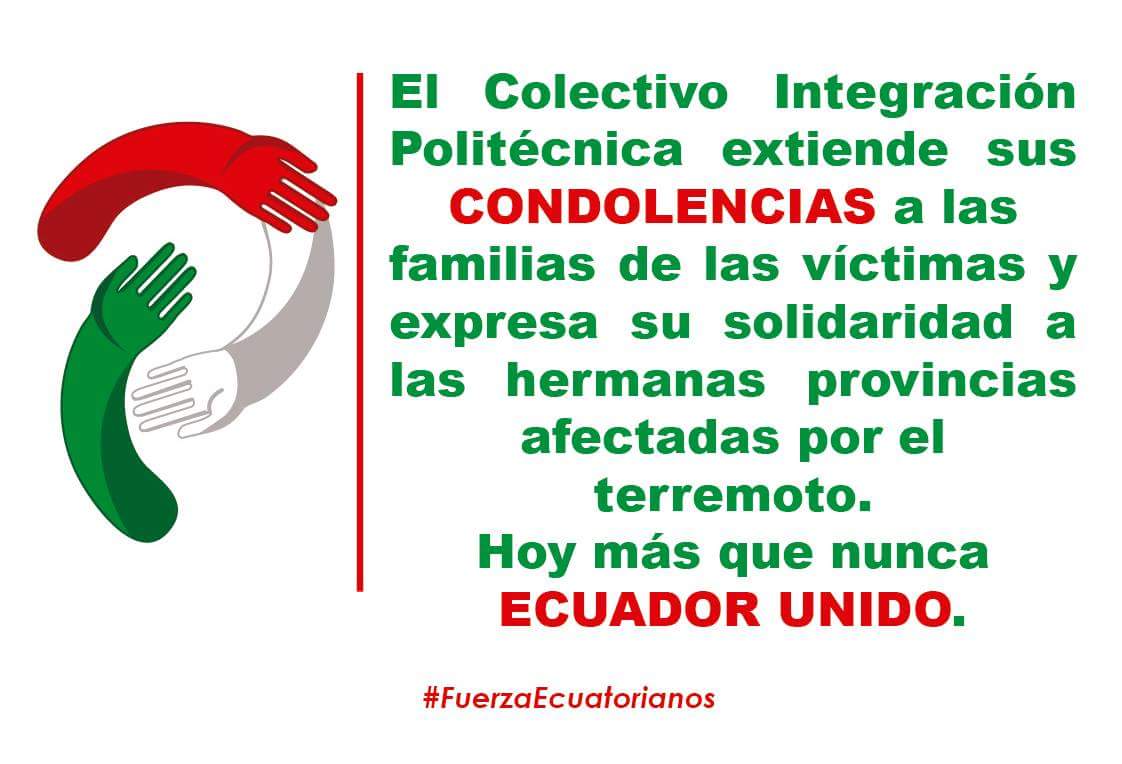 El Colectivo Integración
Politécnica extiende sus
CONDOLENCIAS a las
familias de las víctimas y
expresa su solidaridad a
las hermanas provincias
afectadas por el
terremoto.
Hoy más que nunca
ECUADOR UNIDO.
#FuerzaEcuatorianos